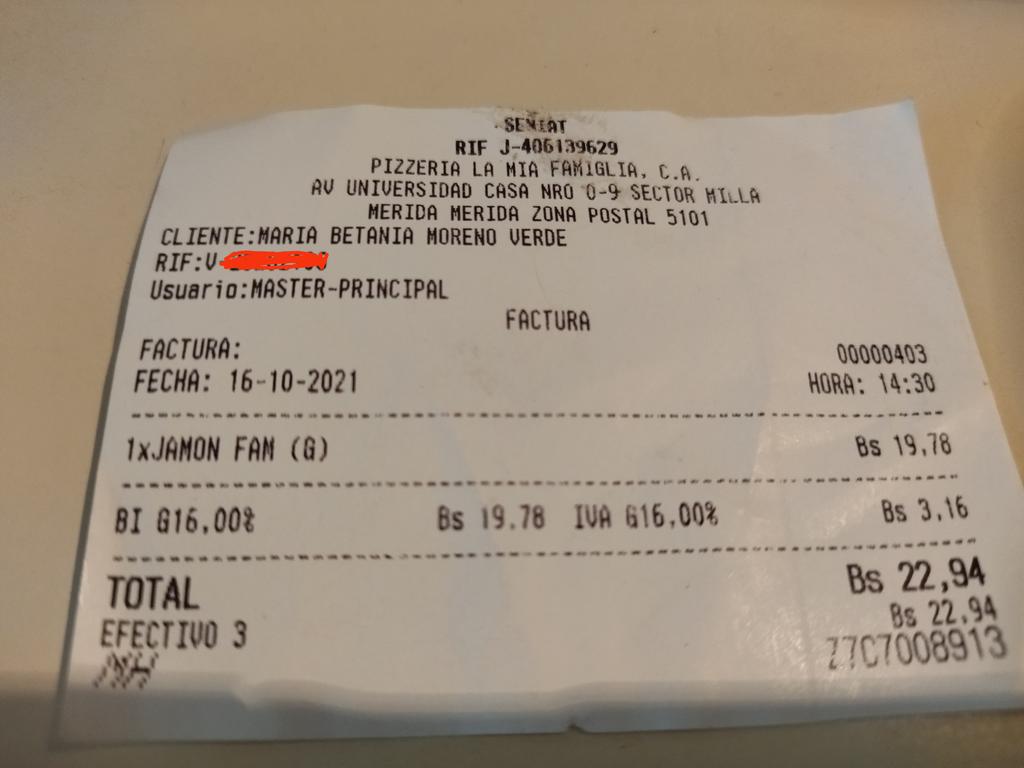 SENIAT
RIF J-406139629
PIZZERIA LA MIA FAMIGLIA, C.A.
AV UNIVERSIDAD CASA NRO 0-9 SECTOR MILLA
MERIDA MERIDA ZONA POSTAL 5101
CLIENTE:MARIA BETANIA MORENO VERDE
RIF:V-
Usuario:MASTER-PRINCIPAL
FACTURA
FACTURA: 00000403
FECHA: 16-10-2021 HORA: 14:30
1xJAMON FAM (G) Bs 19,78
BI G16,00% Bs 19,78 IVA G16,00% Bs 3,16
TOTAL Bs 22,94
EFECTIVO 3 Bs 22,94
MH Z7C7008913